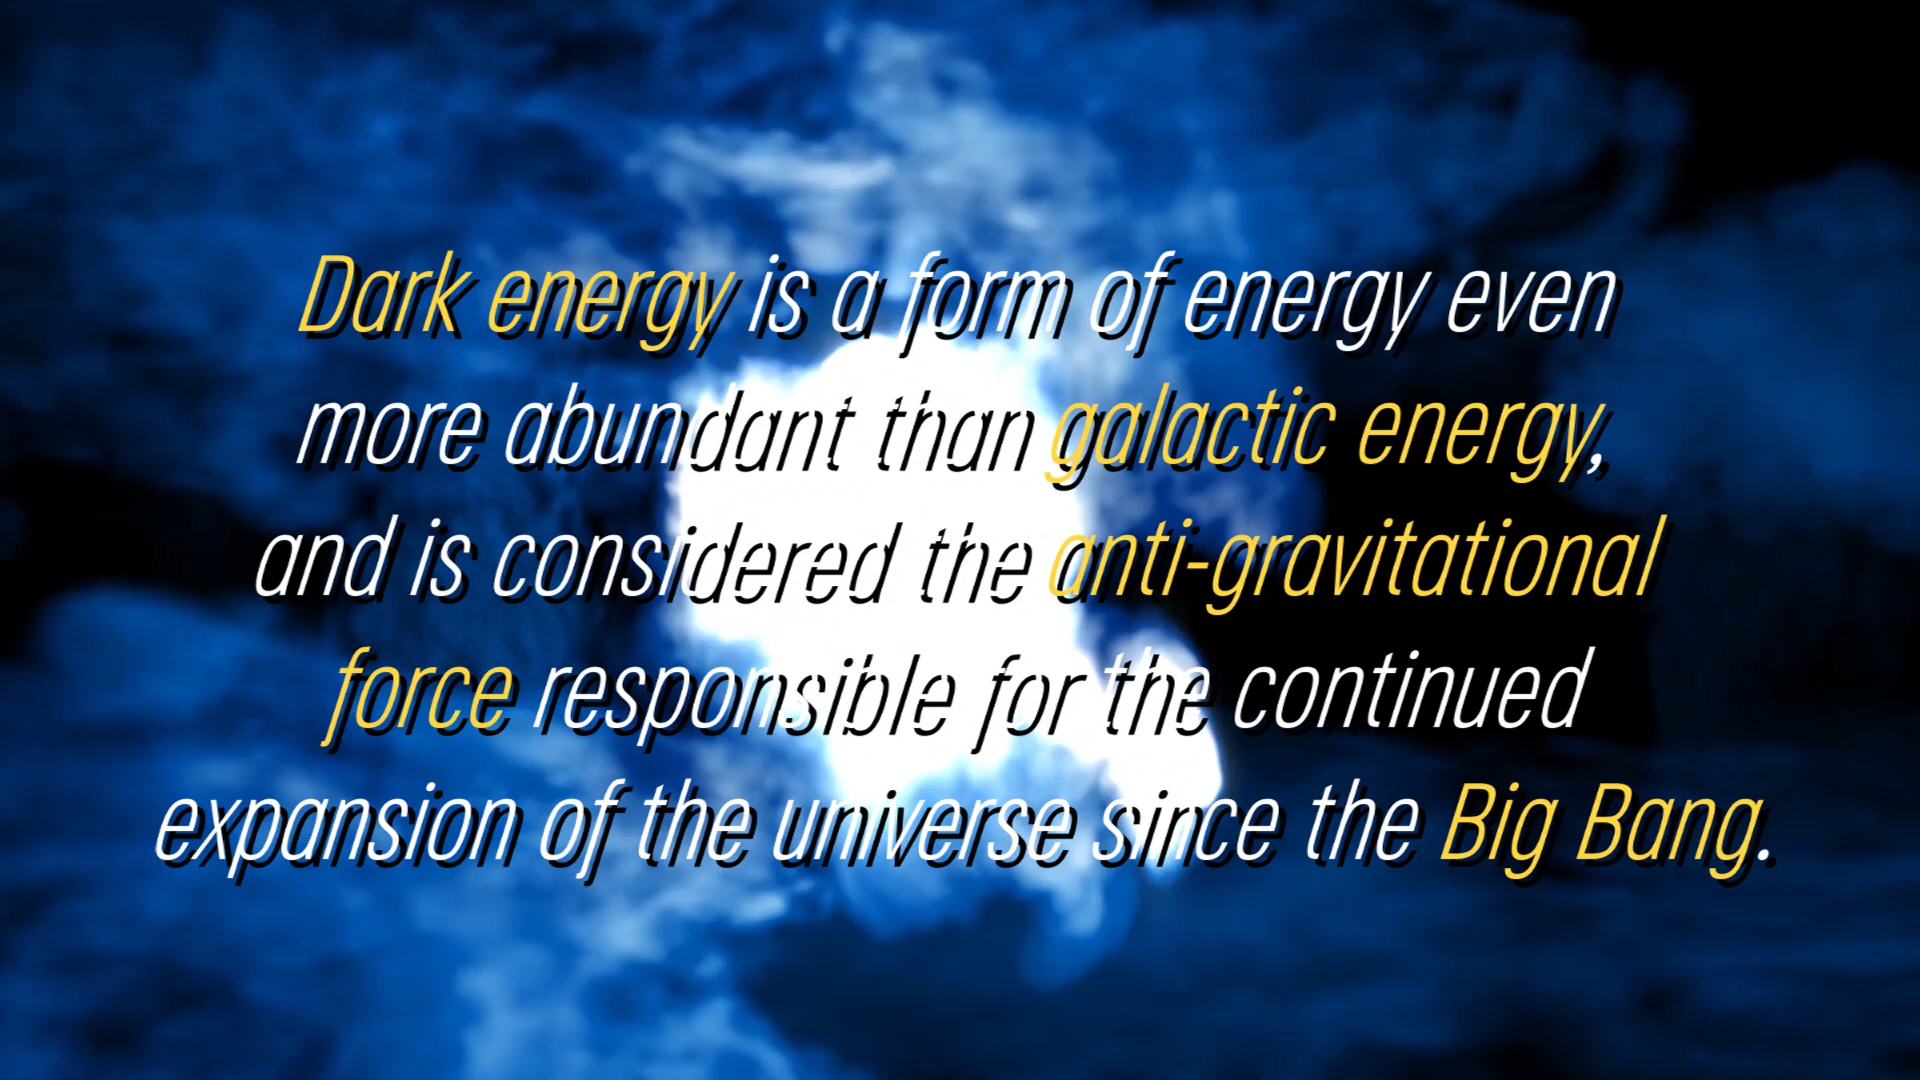 Dark energy is a form of energy even
more abundant than galactic energy,
and is considered the anti-gravitational
force responsible for the continued
expansion of the universe since the Big Bang.